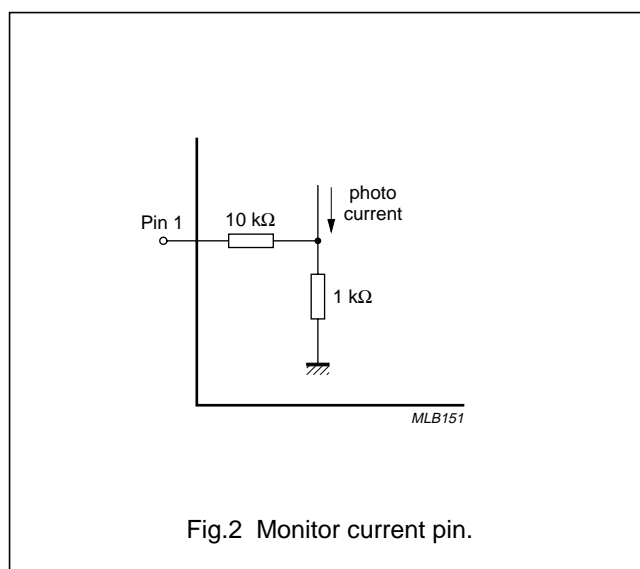 photo
current
Pin 1
10 kΩ
1 kΩ
MLB151
Fig.2 Monitor current pin.